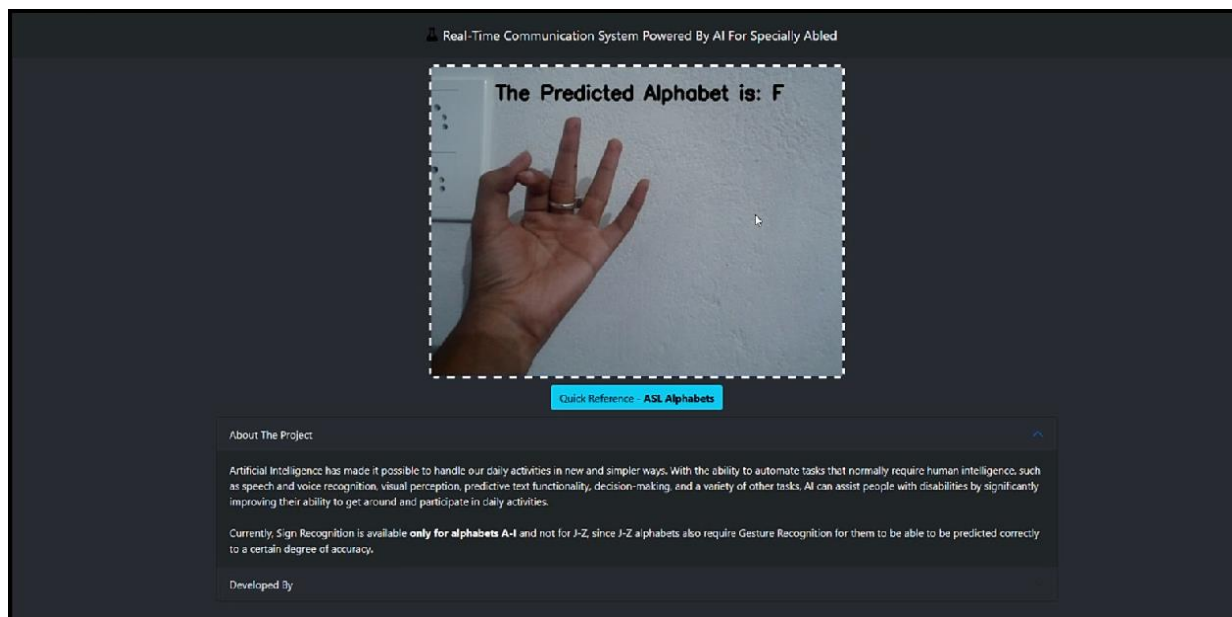 Real-Time Communication System Powered By AI For Specially Abled
The Predicted Alphabet is: F
Quick Reference - ASL Alphabets
About The Project
Artificial Intelligence has made it possible to handle our daily activities in new and simpler ways. With the ability to automate tasks that normally require human intelligence, such
as speech and voice recognition, visual perception, predictive text functionality, decision-making, and a variety of other tasks, AI can assist people with disabilities by significantly
improving their ability to get around and participate in daily activities.
Currently, Sign Recognition is available only for alphabets A-I and not for J-Z, since J-Z alphabets also require Gesture Recognition for them to be able to be predicted correctly
to a certain degree of accuracy.
Developed By